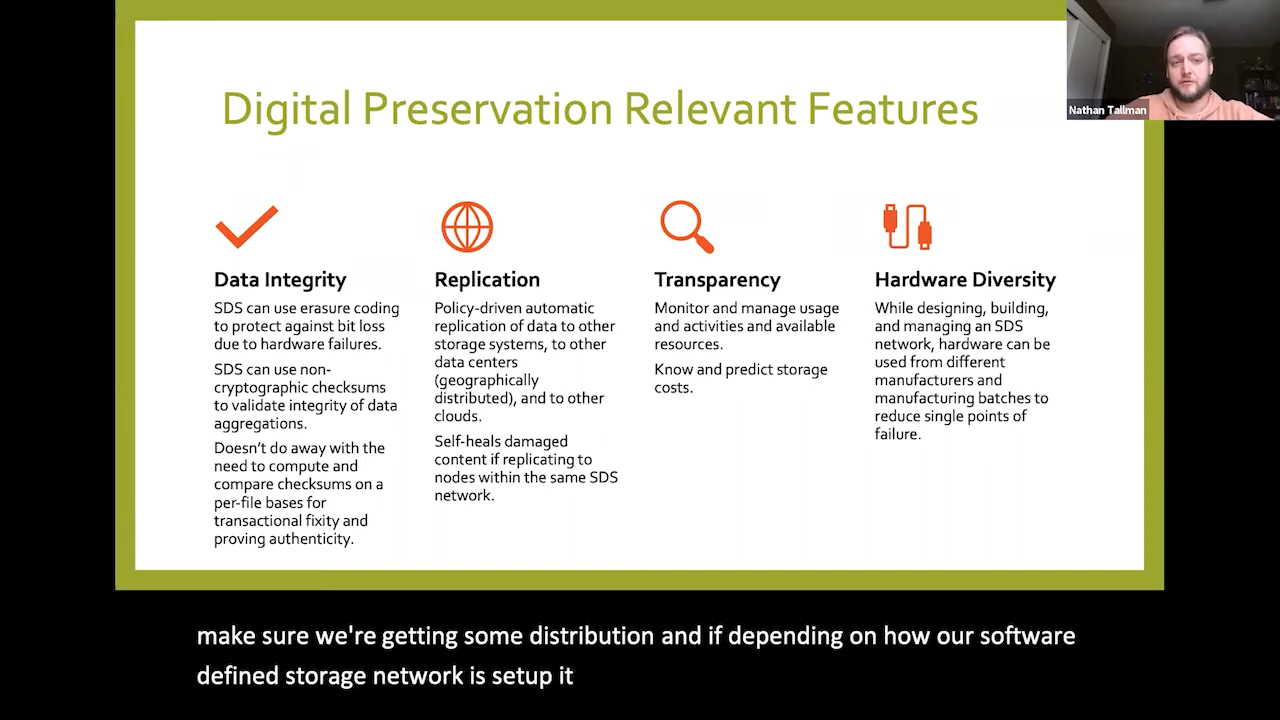 Digital Preservation Relevant Features
Nathan Tallman
Data Integrity
SDS can use erasure coding
to protect against bit loss
due to hardware failures.
SDS can use non-
cryptographic checksums
to validate integrity of data
aggregations.
Doesn't do away with the
need to compute and
compare checksums on a
per-file bases for
transactional fixity and
proving authenticity.
Replication
Policy-driven automatic
replication of data to other
storage systems, to other
data centers
(geographically
distributed), and to other
clouds.
Self-heals damaged
content if replicating to
nodes within the same SDS
network.
Transparency
Monitor and manage usage
and activities and available
resources.
Know and predict storage
costs.
Hardware Diversity
While designing, building,
and managing an SDS
network, hardware can be
used from different
manufacturers and
manufacturing batches to
reduce single points of
failure.
make sure we're getting some distribution and if depending on how our software
defined storage network is setup it